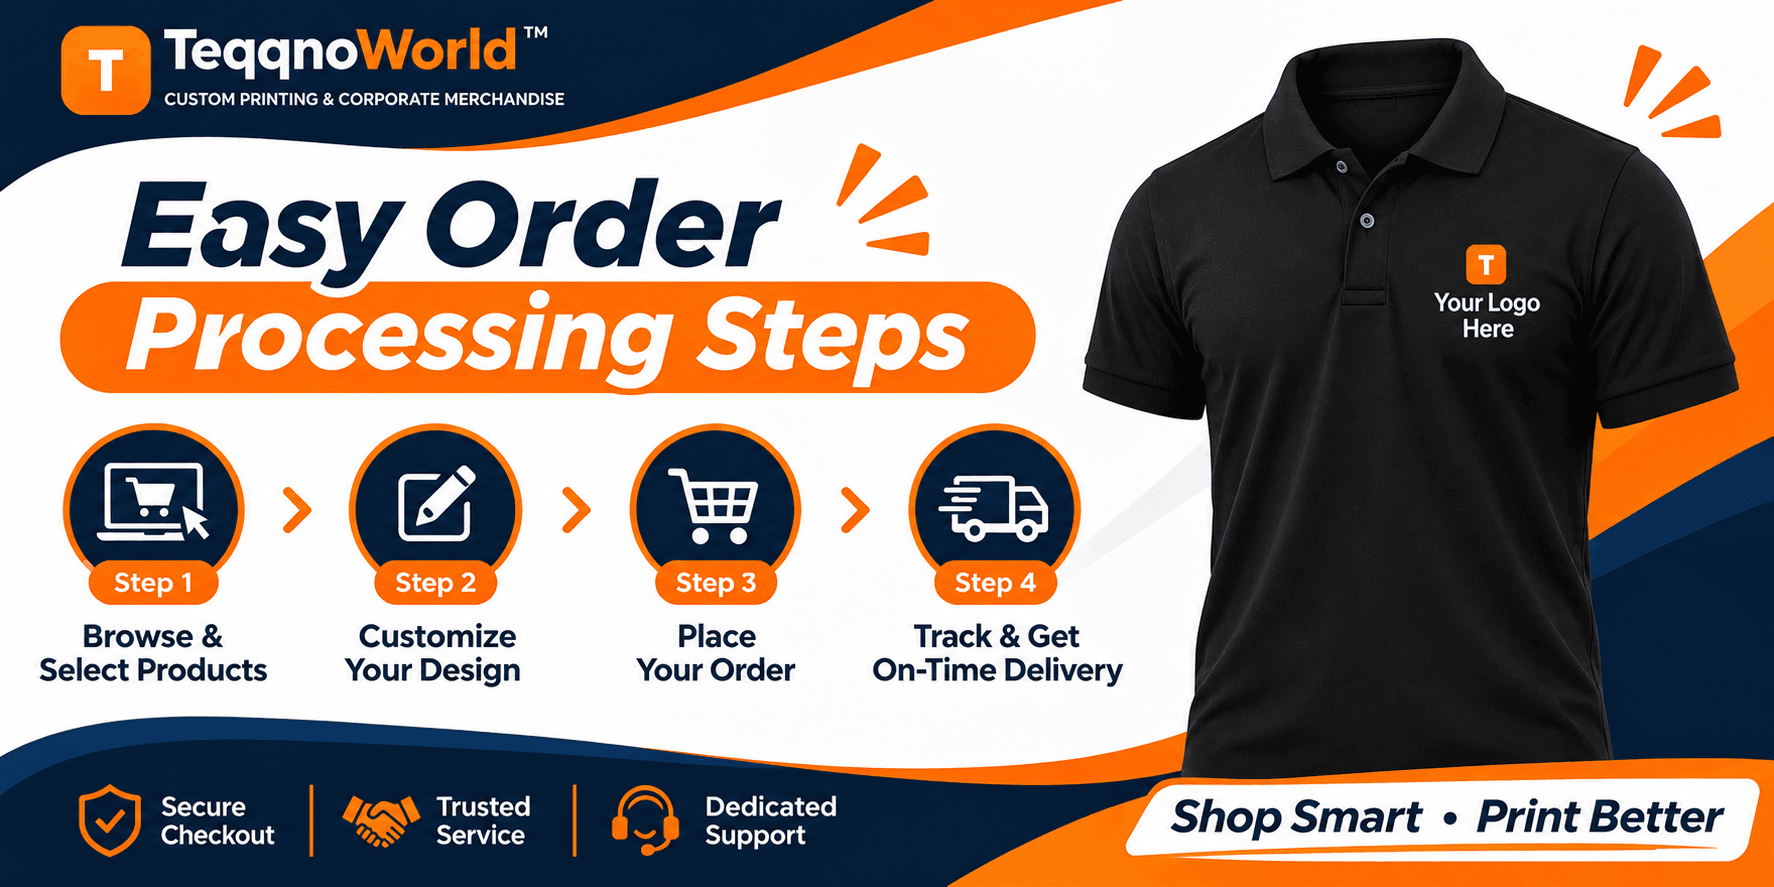 T
TeqqnoWorld™
CUSTOM PRINTING & CORPORATE MERCHANDISE
Easy Order
Processing Steps
Step 1
Browse &
Select Products
Step 2
Customize
Your Design
Step 3
Place
Your Order
Step 4
Track & Get
On-Time Delivery
T
Your Logo
Here
Secure
Checkout
Trusted
Service
Dedicated
Support
Shop Smart • Print Better